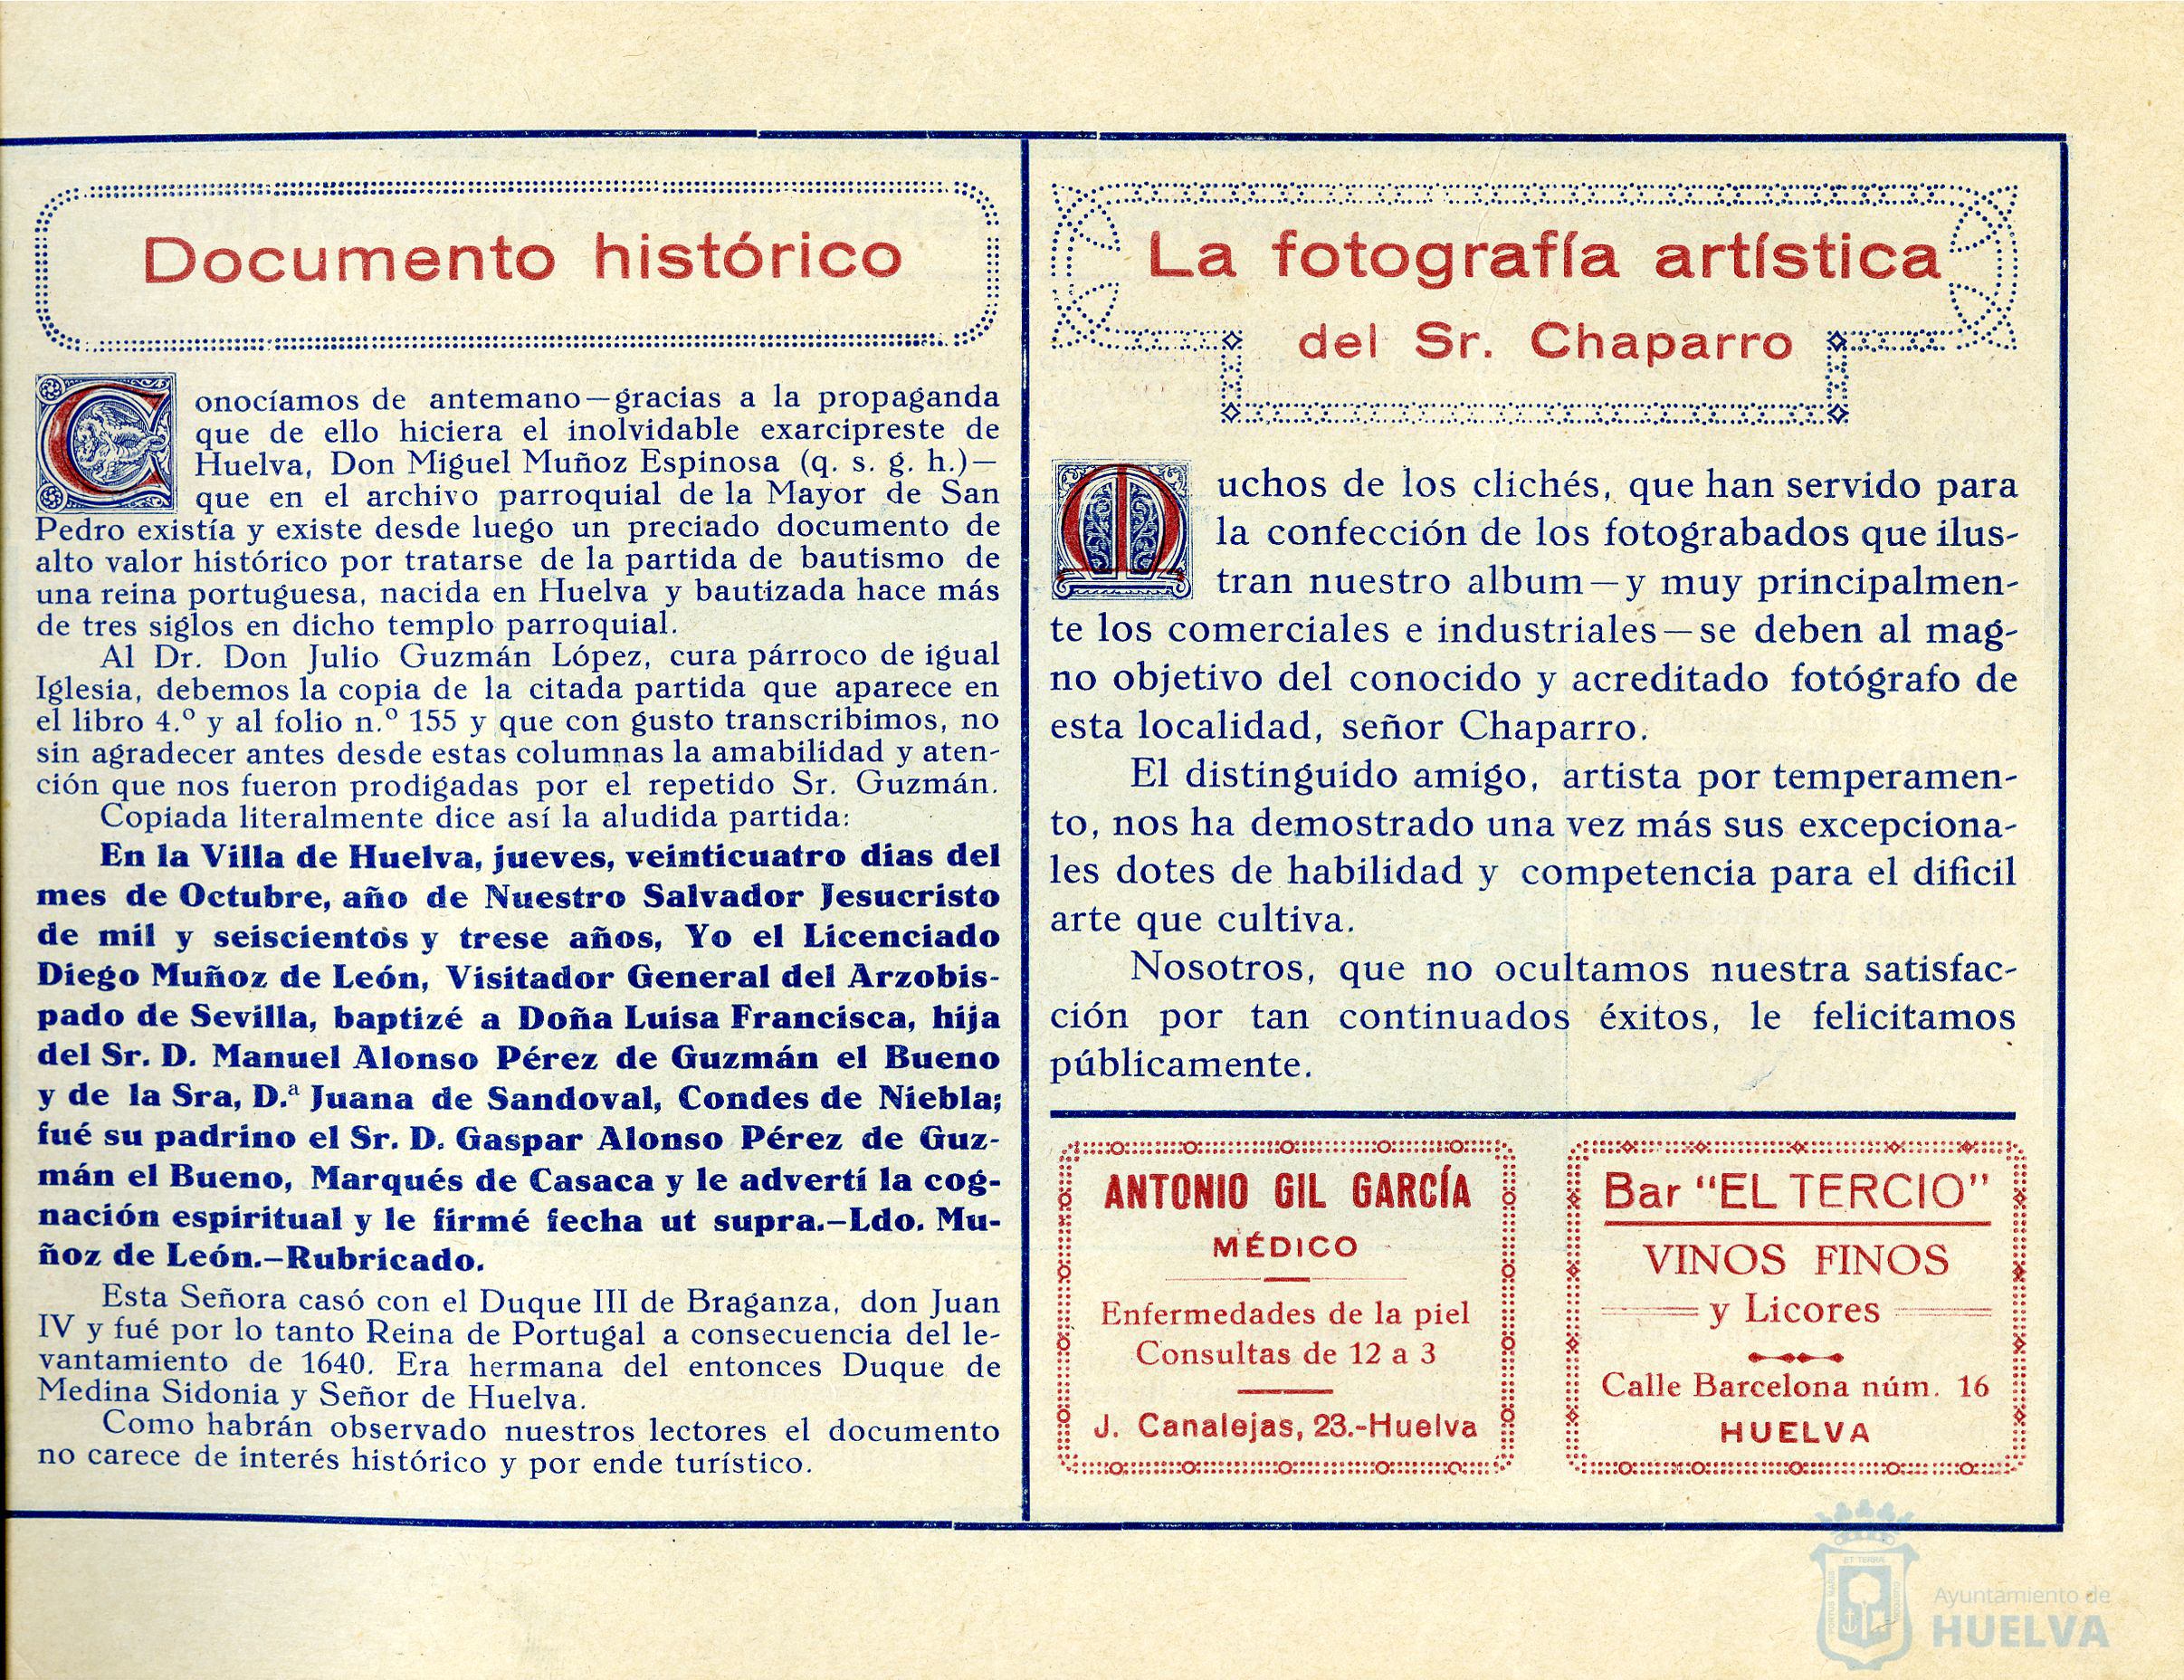 Documento histórico
Conocíamos de antemano—gracias a la propaganda
que de ello hiciera el inolvidable exarcipreste de
Huelva, Don Miguel Muñoz Espinosa (q. s. g. h.)—
que en el archivo parroquial de la Mayor de San
Pedro existía y existe desde luego un preciado documento de
alto valor histórico por tratarse de la partida de bautismo de
una reina portuguesa, nacida en Huelva y bautizada hace más
de tres siglos en dicho templo parroquial.
Al Dr. Don Julio Guzmán López, cura párroco de igual
Iglesia, debemos la copia de la citada partida que aparece en
el libro 4.º y al folio n.º 155 y que con gusto transcribimos, no
sin agradecer antes desde estas columnas la amabilidad y aten-
ción que nos fueron prodigadas por el repetido Sr. Guzmán.
Copiada literalmente dice así la aludida partida:
En la Villa de Huelva, jueves, veinticuatro dias del
mes de Octubre, año de Nuestro Salvador Jesucristo
de mil y seiscientos y trese años, Yo el Licenciado
Diego Muñoz de León, Visitador General del Arzobis-
pado de Sevilla, baptizé a Doña Luisa Francisca, hija
del Sr. D. Manuel Alonso Pérez de Guzmán el Bueno
y de la Sra, D.ª Juana de Sandoval, Condes de Niebla;
fué su padrino el Sr. D. Gaspar Alonso Pérez de Guz-
mán el Bueno, Marqués de Casaca y le advertí la cog-
nación espiritual y le firmé fecha ut supra.—Ldo. Mu-
ñoz de León.—Rubricado.
Esta Señora casó con el Duque III de Braganza, don Juan
IV y fué por lo tanto Reina de Portugal a consecuencia del le-
vantamiento de 1640. Era hermana del entonces Duque de
Medina Sidonia y Señor de Huelva.
Como habrán observado nuestros lectores el documento
no carece de interés histórico y por ende turístico.
La fotografía artística
del Sr. Chaparro
Muchos de los clichés, que han servido para
la confección de los fotograbados que ilus-
tran nuestro album—y muy principalmen-
te los comerciales e industriales—se deben al mag-
no objetivo del conocido y acreditado fotógrafo de
esta localidad, señor Chaparro.
El distinguido amigo, artista por temperamen-
to, nos ha demostrado una vez más sus excepciona-
les dotes de habilidad y competencia para el dificil
arte que cultiva.
Nosotros, que no ocultamos nuestra satisfac-
ción por tan continuados éxitos, le felicitamos
públicamente.
ANTONIO GIL GARCÍA
MÉDICO
Enfermedades de la piel
Consultas de 12 a 3
J. Canalejas, 23.-Huelva
Bar "EL TERCIO"
VINOS FINOS
y Licores
Calle Barcelona núm. 16
HUELVA
Ayuntamiento de
HUELVA